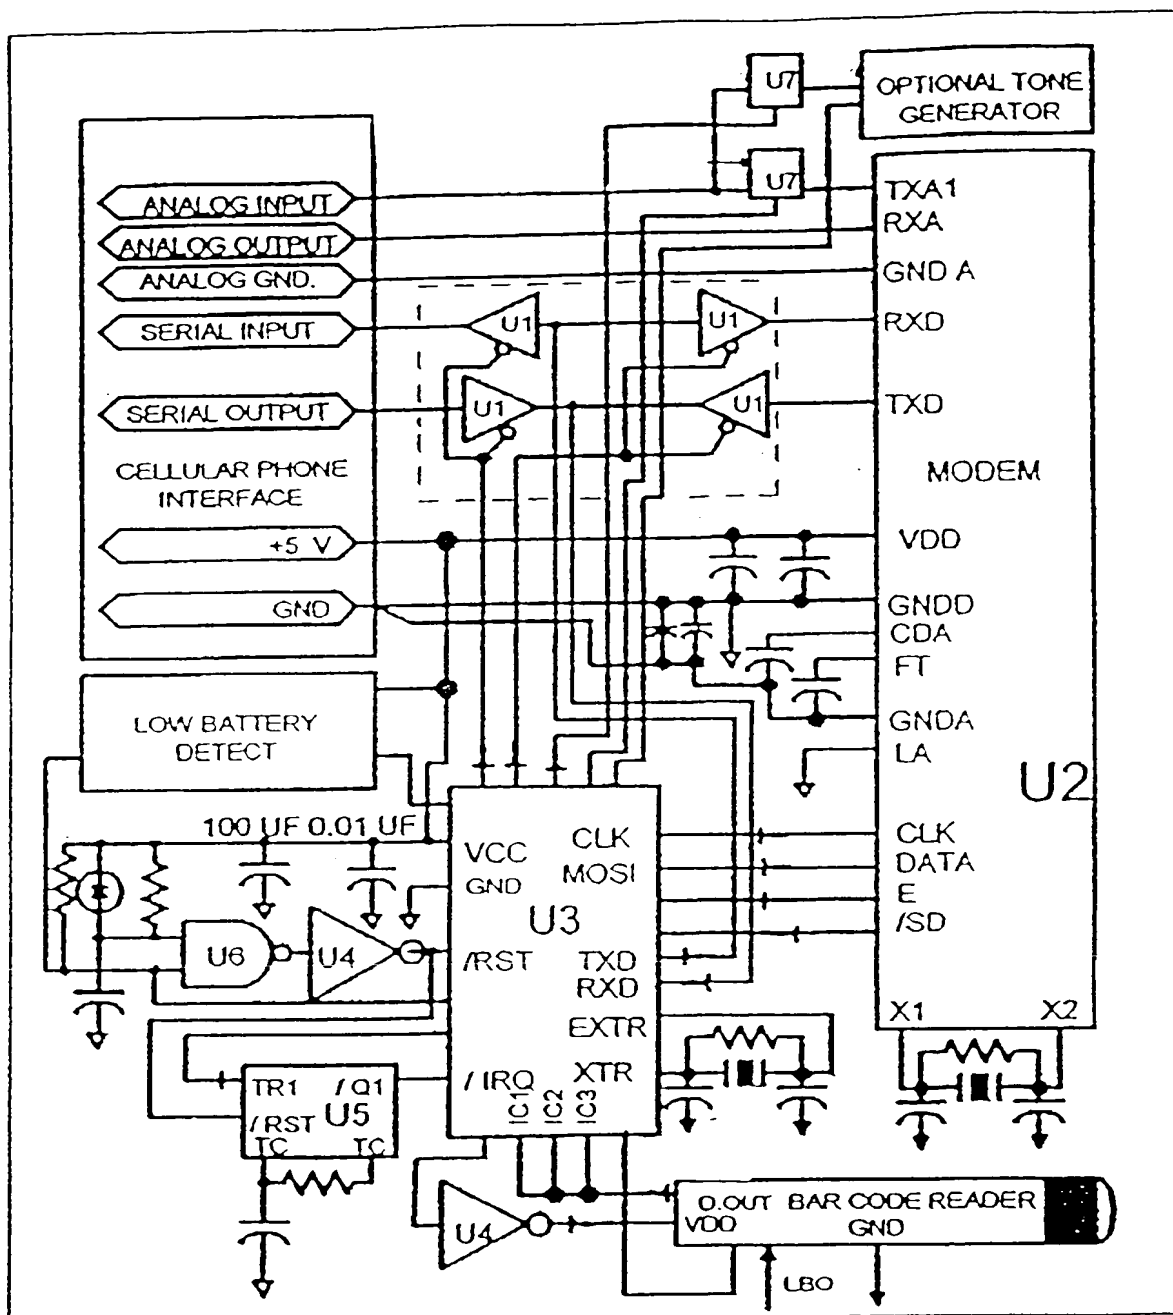 U7
OPTIONAL TONE
GENERATOR
U7
ANALOG INPUT
ANALOG OUTPUT
ANALOG GND.
SERIAL INPUT
SERIAL OUTPUT
CELLULAR PHONE
INTERFACE
+5 V
GND
U1
U1
U1
U1
TXA1
RXA
GND A
RXD
TXD
MODEM
VDD
GNDD
CDA
FT
GNDA
LA
U2
CLK
DATA
E
/SD
X1
X2
LOW BATTERY
DETECT
100 UF 0.01 UF
U6
U4
VCC
GND
U3
CLK
MOSI
/RST
TXD
RXD
EXTR
XTR
/ IRQ
IC1
IC2
IC3
TR1
/ Q1
/ RST
U5
TC
TC
U4
D.OUT BAR CODE READER
VDD
GND
LBO